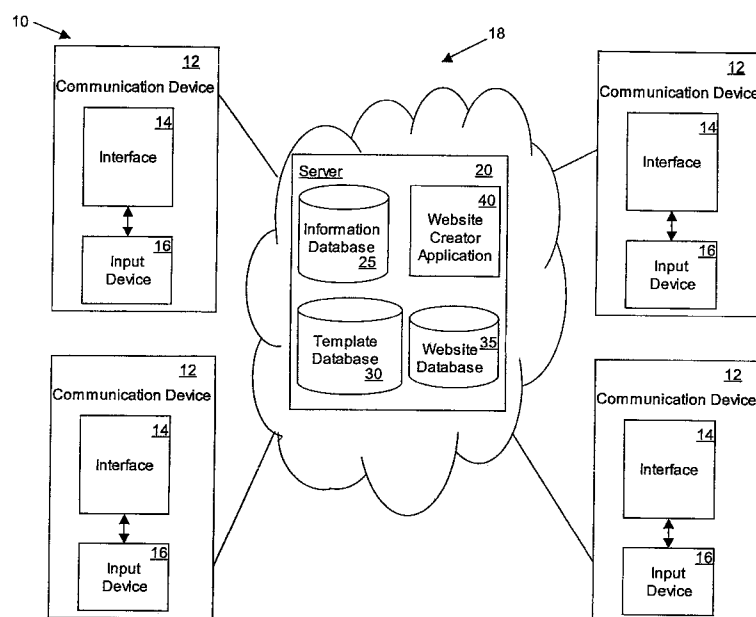 10
18
12
Communication Device
14
Interface
16
Input
Device
12
Communication Device
14
Interface
16
Input
Device
Server
20
Information
Database
25
40
Website
Creator
Application
Template
Database
30
Website
35
Database
12
Communication Device
14
Interface
16
Input
Device
12
Communication Device
14
Interface
16
Input
Device